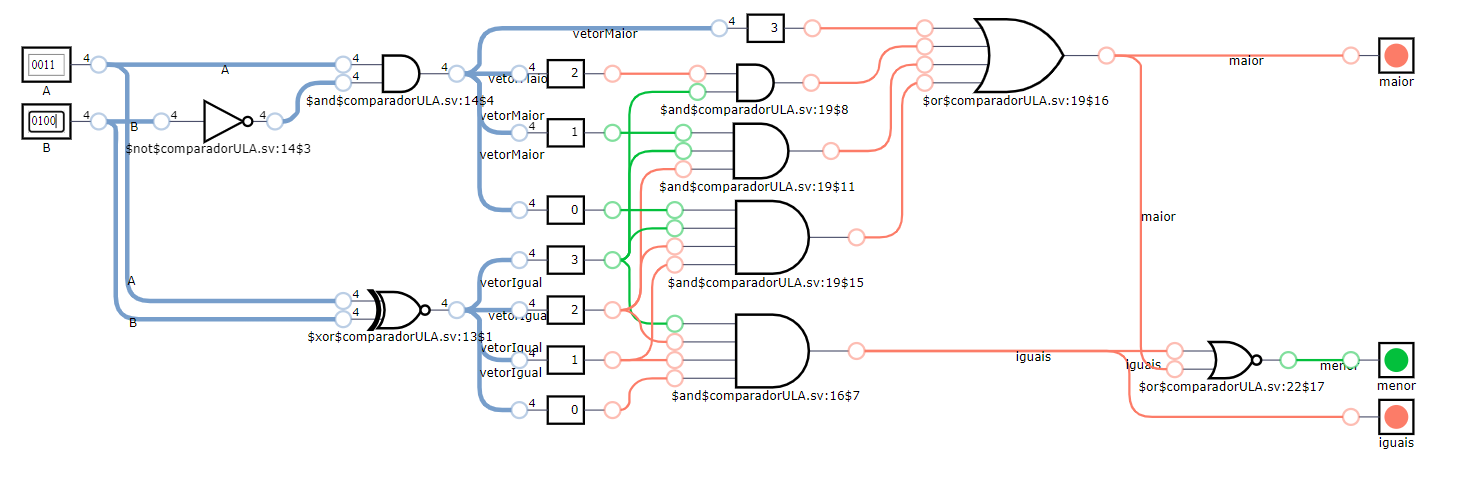 4
vetorMaior
4
3
0011
4
A
4
4
4
vetorMaior
4
2
maior
maior
A
$and$comparadorULA.sv:14$4
$and$comparadorULA.sv:19$8
$or$comparadorULA.sv:19$16
0100
4
B
4
4
vetorMaior
4
1
B
$not$comparadorULA.sv:14$3
vetorMaior
$and$comparadorULA.sv:19$11
4
0
maior
4
3
A
vetorIgual
$and$comparadorULA.sv:19$15
4
4
4
4
2
B
vetorIgual
$xor$comparadorULA.sv:13$1
vetorIgual
4
1
iguais
iguais
menor
vetorIgual
$and$comparadorULA.sv:16$7
$or$comparadorULA.sv:22$17
menor
4
0
iguais